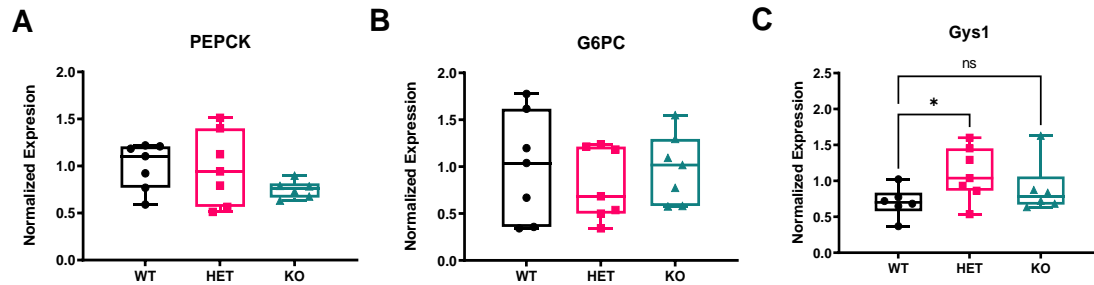 A
PEPCK
Normalized Expression
2.0
1.5
1.0
0.5
0.0
WT HET KO
B
G6PC
Normalized Expression
2.0
1.5
1.0
0.5
0.0
WT HET KO
C
Gys1
Normalized Expression
2.5
2.0
1.5
1.0
0.5
0.0
ns
*
WT HET KO